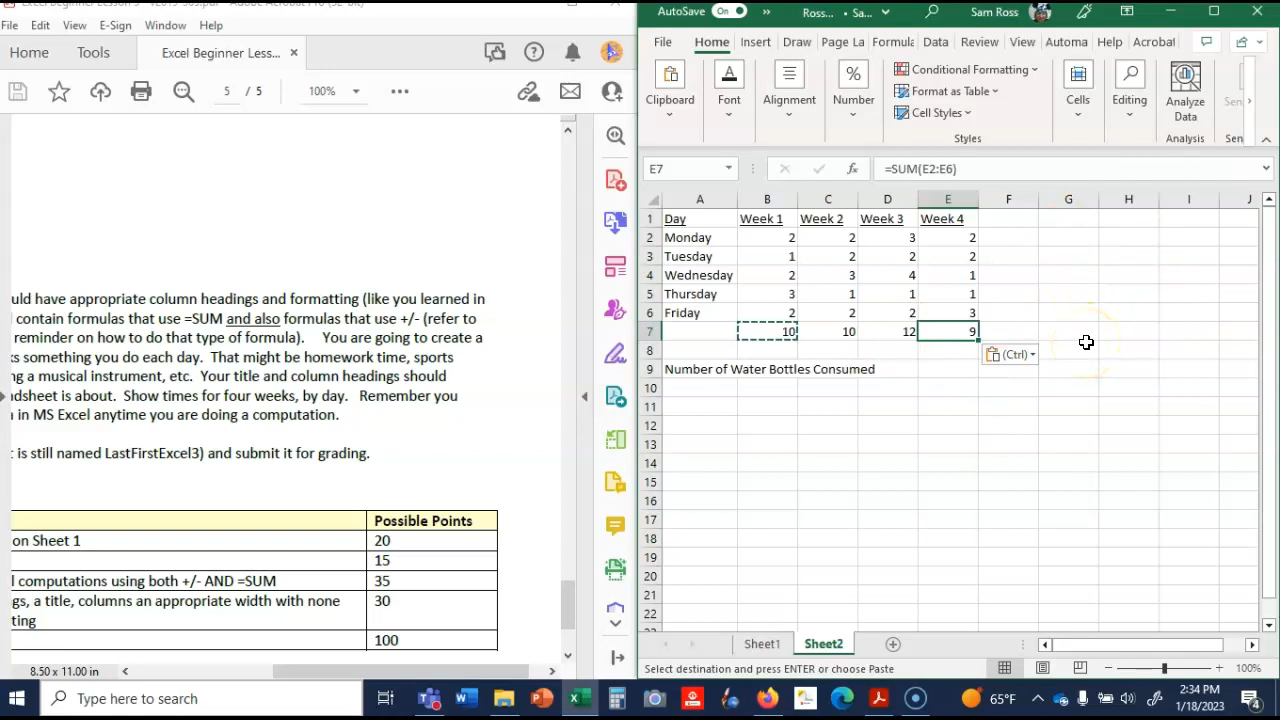 File Edit View E-Sign Window Help
Home Tools Excel Beginner Less... ×
5 / 5 100%
uld have appropriate column headings and formatting (like you learned in
l contain formulas that use =SUM and also formulas that use +/- (refer to
reminder on how to do that type of formula). You are going to create a
ks something you do each day. That might be homework time, sports
ng a musical instrument, etc. Your title and column headings should
dsheet is about. Show times for four weeks, by day. Remember you
n in MS Excel anytime you are doing a computation.
t is still named LastFirstExcel3) and submit it for grading.
Possible Points
on Sheet 1 20
15
l computations using both +/- AND =SUM 35
gs, a title, columns an appropriate width with none 30
ting
100
8.50 x 11.00 in
AutoSave On Ross... Sa... Sam Ross
File Home Insert Draw Page La Formula Data Review View Automa Help Acrobat
Clipboard Font Alignment Number Conditional Formatting Format as Table Cell Styles Cells Editing Analyze Data
Styles Analysis Sen
E7 fx =SUM(E2:E6)
A B C D E F G H I J
1 Day Week 1 Week 2 Week 3 Week 4
2 Monday 2 2 3 2
3 Tuesday 1 2 2 2
4 Wednesday 2 3 4 1
5 Thursday 3 1 1 1
6 Friday 2 2 2 3
7 10 10 12 9
8 (Ctrl)
9 Number of Water Bottles Consumed
10
11
12
13
14
15
16
17
18
19
20
21
22
Sheet1 Sheet2
Select destination and press ENTER or choose Paste 100%
Type here to search 65°F 2:34 PM
1/18/2023 4